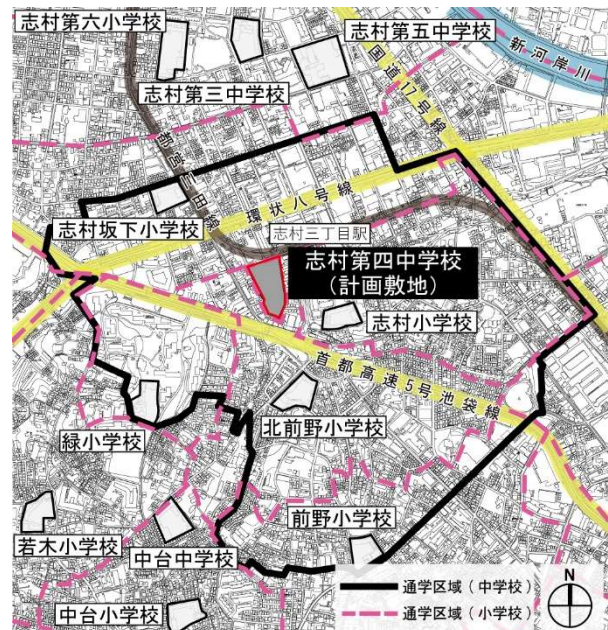 志村第六小学校
志村第五中学校
新河岸川
国道17号線
志村第三中学校
都営三田線
環状八号線
志村坂下小学校
志村三丁目駅
志村第四中学校
（計画敷地）
志村小学校
首都高速5号池袋線
緑小学校
北前野小学校
前野小学校
若木小学校
中台中学校
中台小学校
N
通学区域（中学校）
通学区域（小学校）